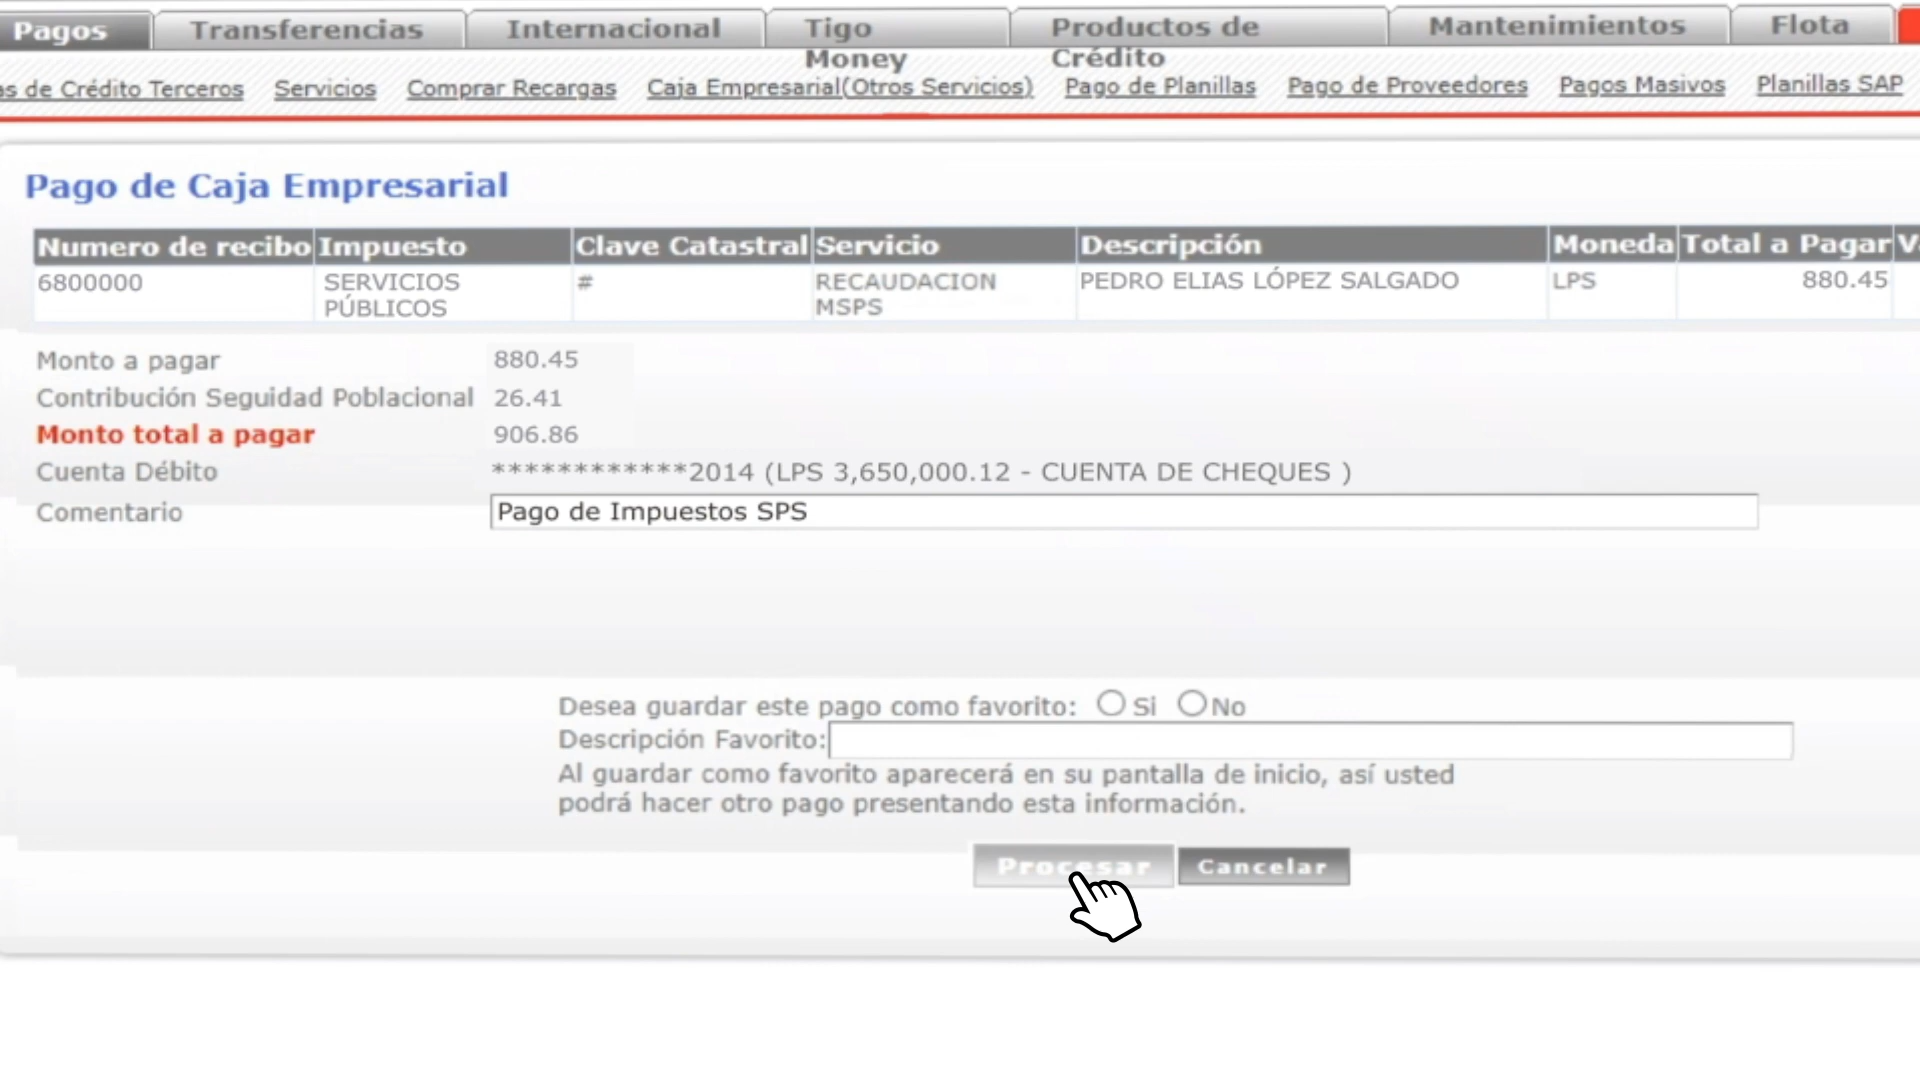 Pagos Transferencias Internacional Tigo Money Productos de Crédito Mantenimientos Flota
as de Crédito Terceros Servicios Comprar Recargas Caja Empresarial(Otros Servicios) Pago de Planillas Pago de Proveedores Pagos Masivos Planillas SAP
Pago de Caja Empresarial
Numero de recibo Impuesto Clave Catastral Servicio Descripción Moneda Total a Pagar
6800000 SERVICIOS # RECAUDACION PEDRO ELIAS LÓPEZ SALGADO LPS 880.45
PÚBLICOS MSPS
Monto a pagar 880.45
Contribución Seguidad Poblacional 26.41
Monto total a pagar 906.86
Cuenta Débito ************2014 (LPS 3,650,000.12 - CUENTA DE CHEQUES )
Comentario Pago de Impuestos SPS
Desea guardar este pago como favorito: Si No
Descripción Favorito:
Al guardar como favorito aparecerá en su pantalla de inicio, así usted
podrá hacer otro pago presentando esta información.
Procesar Cancelar